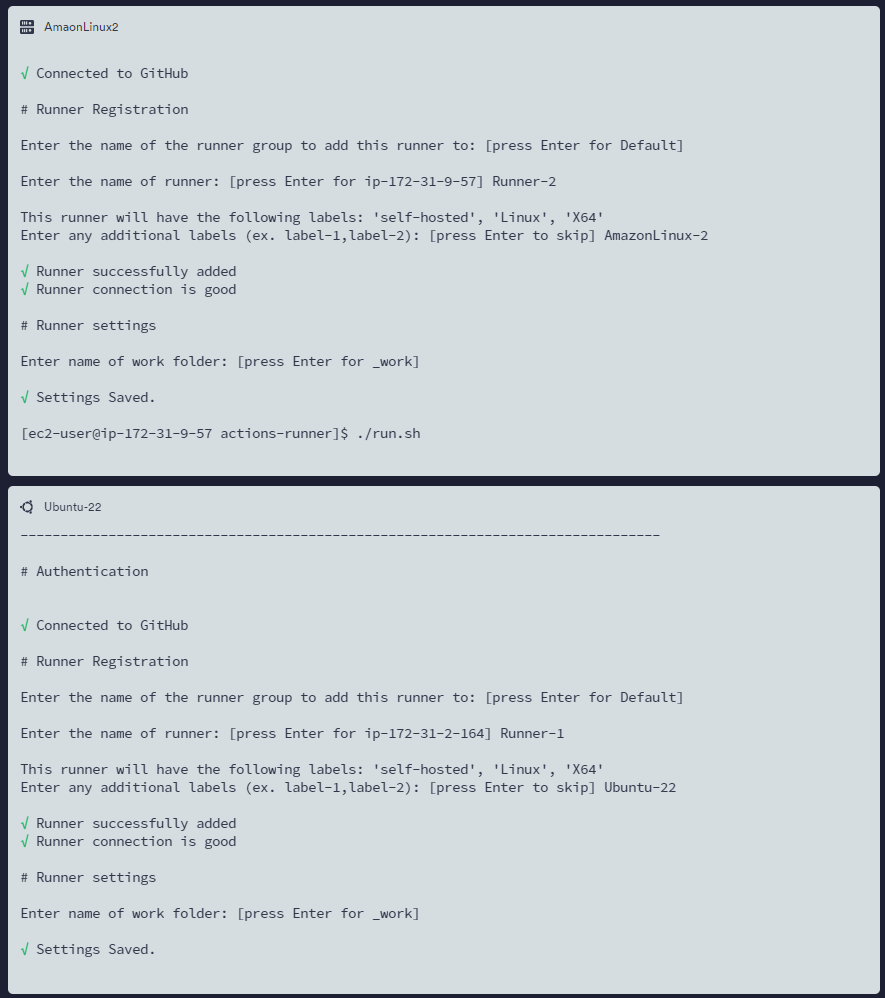 AmaonLinux2
√ Connected to GitHub
# Runner Registration
Enter the name of the runner group to add this runner to: [press Enter for Default]
Enter the name of runner: [press Enter for ip-172-31-9-57] Runner-2
This runner will have the following labels: 'self-hosted', 'Linux', 'X64'
Enter any additional labels (ex. label-1,label-2): [press Enter to skip] AmazonLinux-2
√ Runner successfully added
√ Runner connection is good
# Runner settings
Enter name of work folder: [press Enter for _work]
√ Settings Saved.
[ec2-user@ip-172-31-9-57 actions-runner]$ ./run.sh
Ubuntu-22
--------------------------------------------------------------------------------
# Authentication
√ Connected to GitHub
# Runner Registration
Enter the name of the runner group to add this runner to: [press Enter for Default]
Enter the name of runner: [press Enter for ip-172-31-2-164] Runner-1
This runner will have the following labels: 'self-hosted', 'Linux', 'X64'
Enter any additional labels (ex. label-1,label-2): [press Enter to skip] Ubuntu-22
√ Runner successfully added
√ Runner connection is good
# Runner settings
Enter name of work folder: [press Enter for _work]
√ Settings Saved.